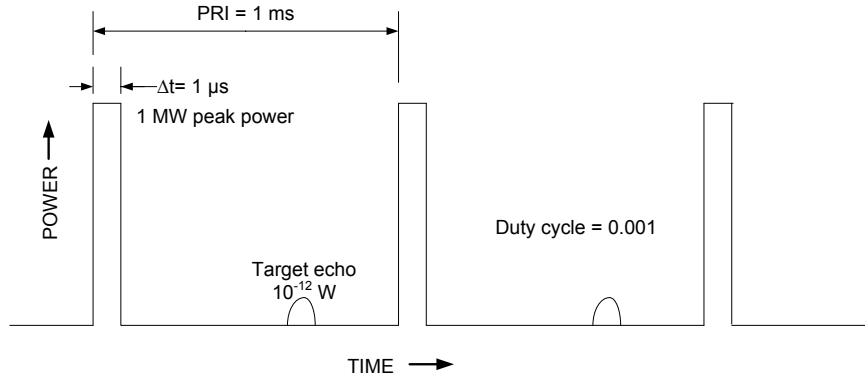 PRI = 1 ms
Δt= 1 µs
1 MW peak power
POWER
Duty cycle = 0.001
Target echo
10⁻¹² W
TIME